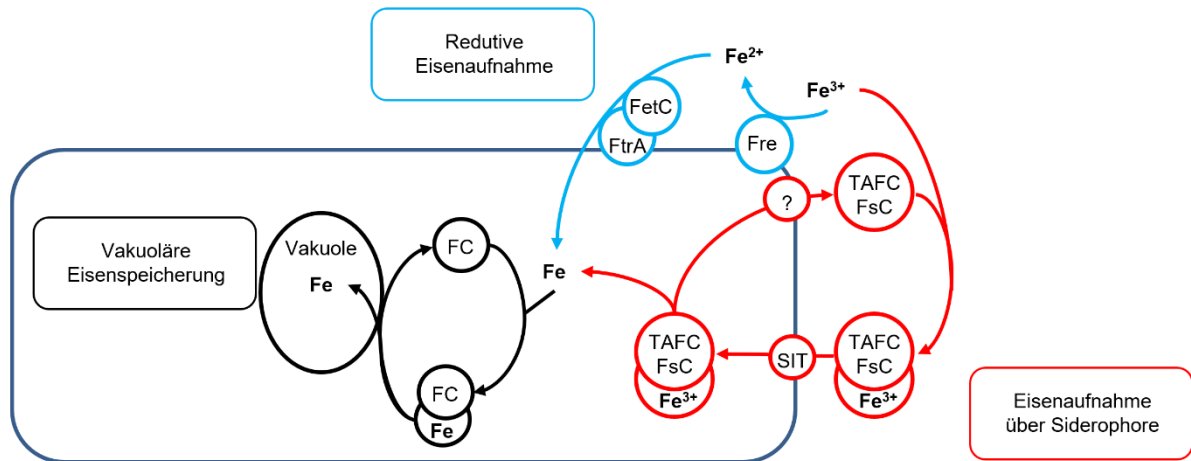 Redutive
Eisenaufnahme
Fe2+
Fe3+
FetC
FtrA
Fre
TAFC
FsC
?
Vakuoläre
Eisenspeicherung
Vakuole
Fe
FC
Fe
TAFC
FsC
Fe3+
SIT
TAFC
FsC
Fe3+
FC
Fe
Eisenaufnahme
über Siderophore